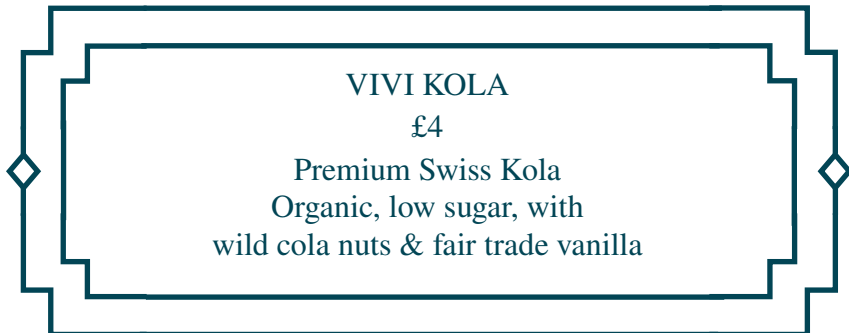 VIVI KOLA
£4
Premium Swiss Kola
Organic, low sugar, with
wild cola nuts & fair trade vanilla